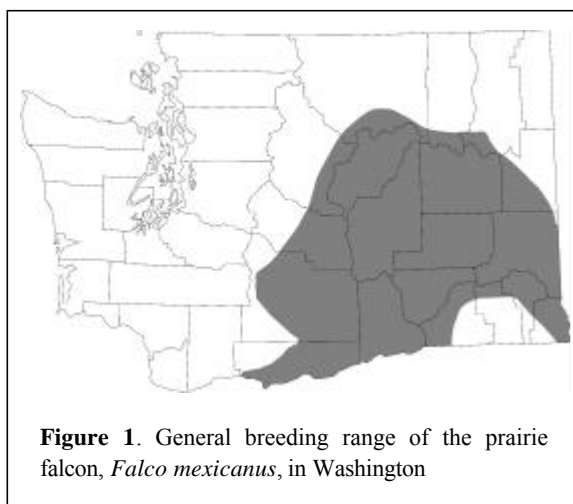 Figure 1. General breeding range of the prairie
falcon, Falco mexicanus, in Washington